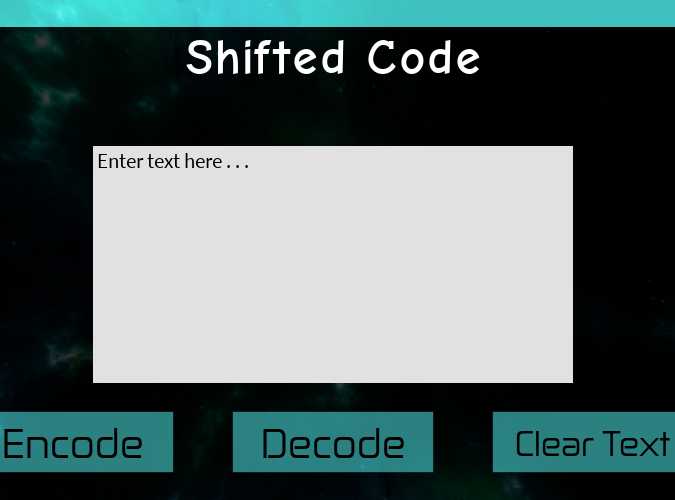 Shifted Code
Enter text here . . .
Encode
Decode
Clear Text